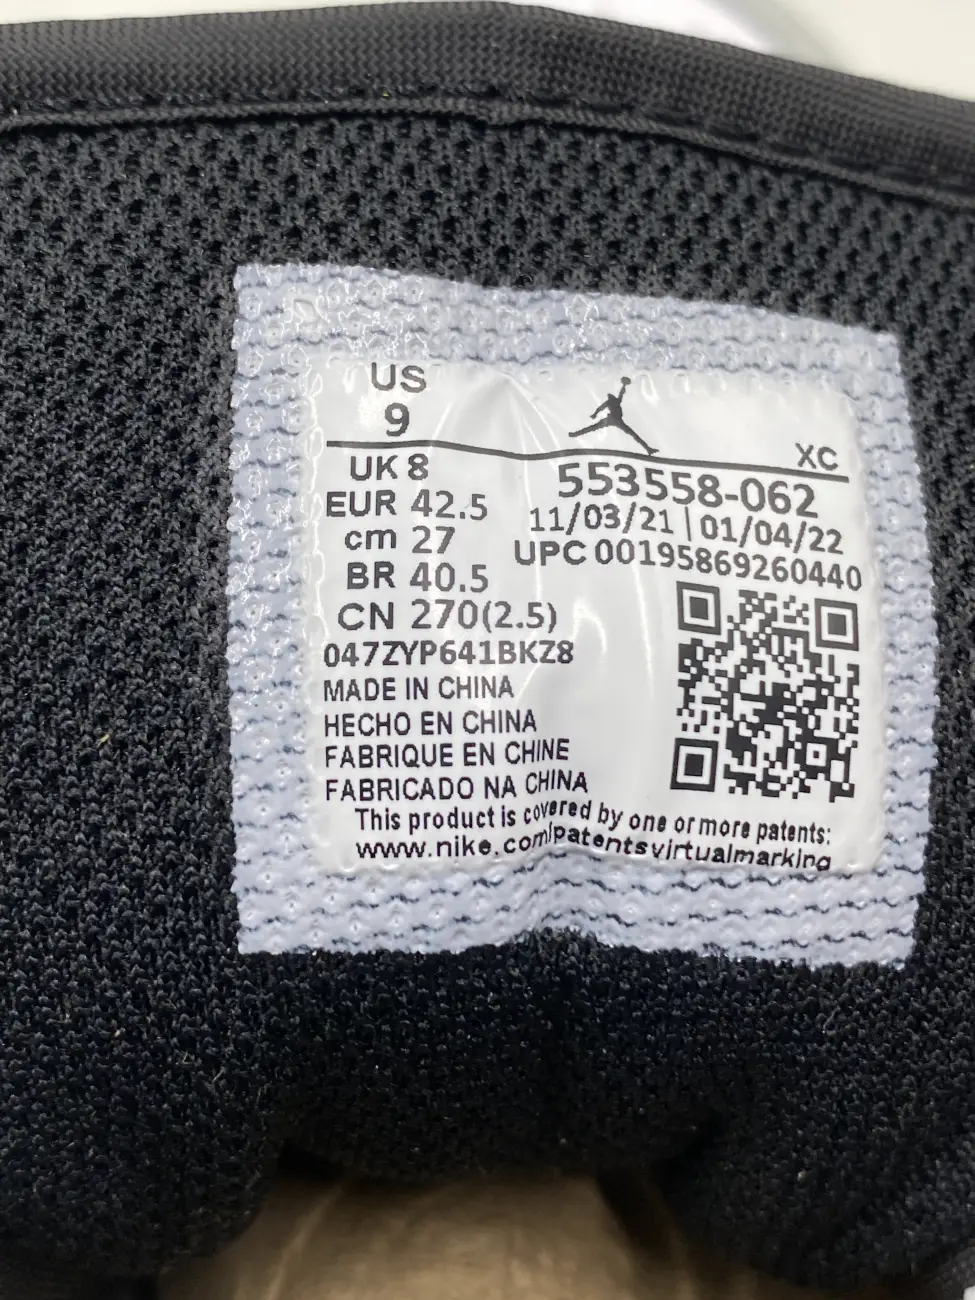 US
9
XC
UK 8
EUR 42.5
cm 27
BR 40.5
CN 270(2.5)
553558-062
11/03/21 | 01/04/22
UPC 00195869260440
047ZYP641BKZ8
MADE IN CHINA
HECHO EN CHINA
FABRIQUE EN CHINE
FABRICADO NA CHINA
This product is covered by one or more patents:
www.nike.com/patentsvirtualmarking